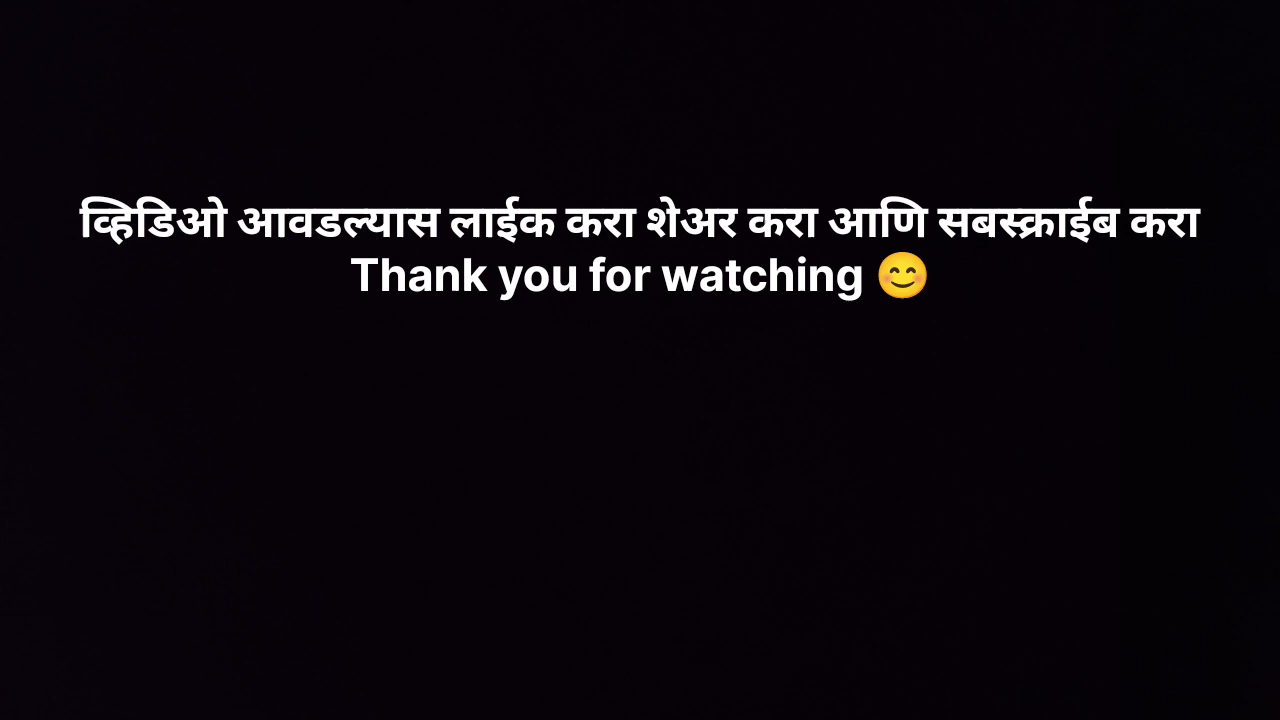 व्हिडिओ आवडल्यास लाईक करा शेअर करा आणि सबस्क्राईब करा
Thank you for watching 😊